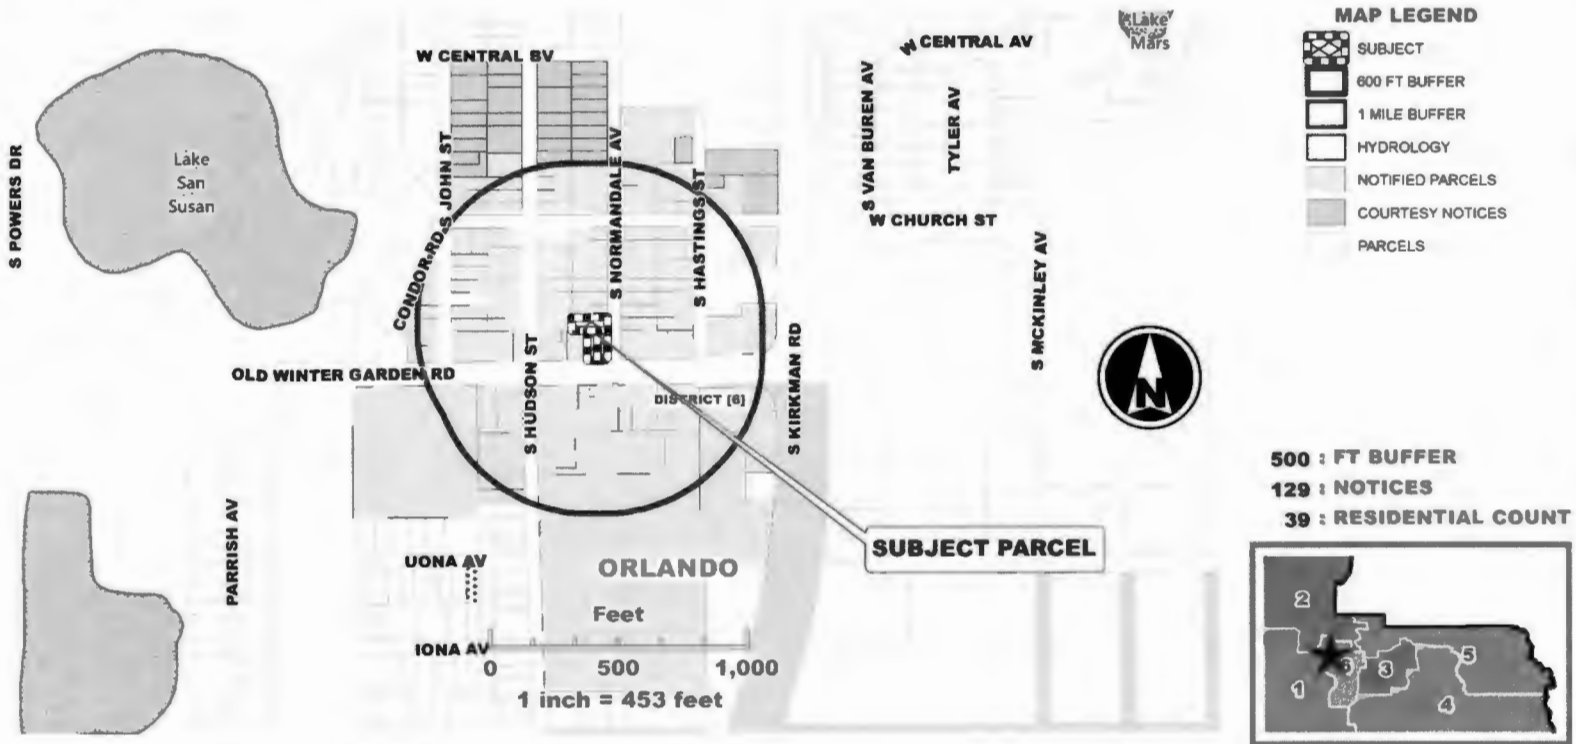 W CENTRAL BV
W CENTRAL AV
Lake
Mars
MAP LEGEND
SUBJECT
600 FT BUFFER
1 MILE BUFFER
HYDROLOGY
NOTIFIED PARCELS
COURTESY NOTICES
PARCELS
S POWERS DR
Lake
San
Susan
S JOHN ST
CONDOR RD
S NORMANDALE AV
S HASTINGS ST
S VAN BUREN AV
TYLER AV
W CHURCH ST
S MCKINLEY AV
OLD WINTER GARDEN RD
S HUDSON ST
DISTRICT [6]
S KIRKMAN RD
N
500 : FT BUFFER
129 : NOTICES
39 : RESIDENTIAL COUNT
PARRISH AV
UONA AV
ORLANDO
SUBJECT PARCEL
Feet
IONA AV
0 500 1,000
1 inch = 453 feet
2
6
3
5
1
4